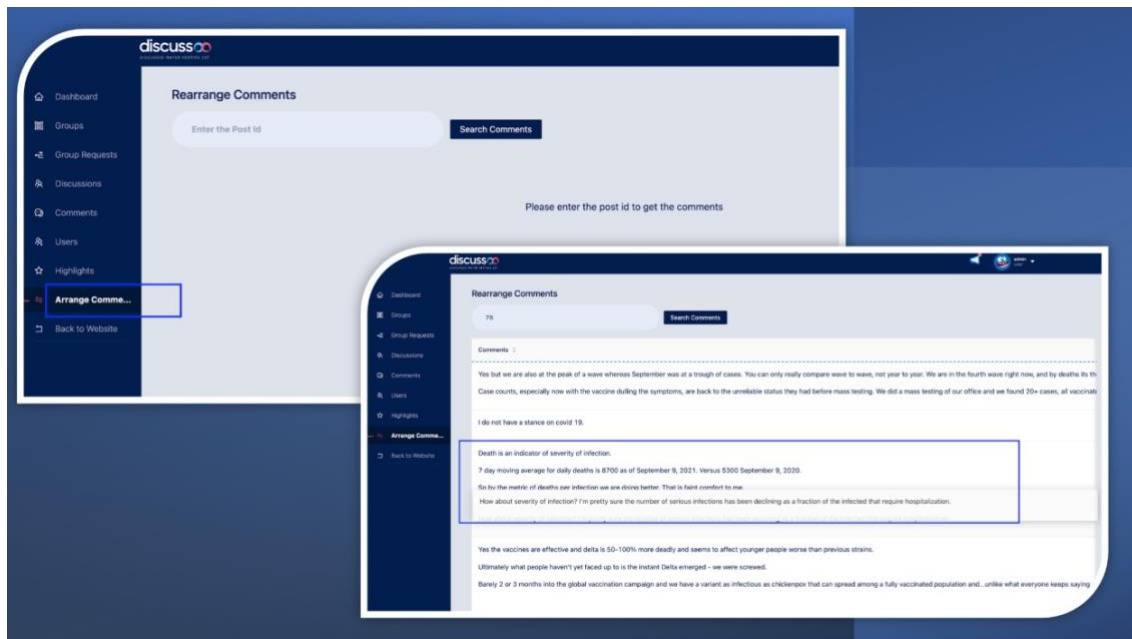 discussoo
Dashboard
Groups
Group Requests
Discussions
Comments
Users
Highlights
Arrange Comme...
Back to Website
Rearrange Comments
Enter the Post Id
Search Comments
Please enter the post id to get the comments
discussoo
admin
Dashboard
Groups
Group Requests
Discussions
Comments
Users
Highlights
Arrange Comme...
Back to Website
Rearrange Comments
78
Search Comments
Comments
Yes but we are also at the peak of a wave whereas September was at a trough of cases. You can only really compare wave to wave, not year to year. We are in the fourth wave right now, and by deaths its th
Case counts, especially now with the vaccine dulling the symptoms, are back to the unreliable status they had before mass testing. We did a mass testing of our office and we found 20+ cases, all vaccinate
I do not have a stance on covid 19.
Death is an indicator of severity of infection.
7 day moving average for daily deaths is 8700 as of September 9, 2021. Versus 5300 September 9, 2020.
So by the metric of deaths per infection we are doing better. That is faint comfort to me.
How about severity of infection? I'm pretty sure the number of serious infections has been declining as a fraction of the infected that require hospitalization.
Yes the vaccines are effective and delta is 50-100% more deadly and seems to affect younger people worse than previous strains.
Ultimately what people haven't yet faced up to is the instant Delta emerged - we were screwed.
Barely 2 or 3 months into the global vaccination campaign and we have a variant as infectious as chickenpox that can spread among a fully vaccinated population and...unlike what everyone keeps saying